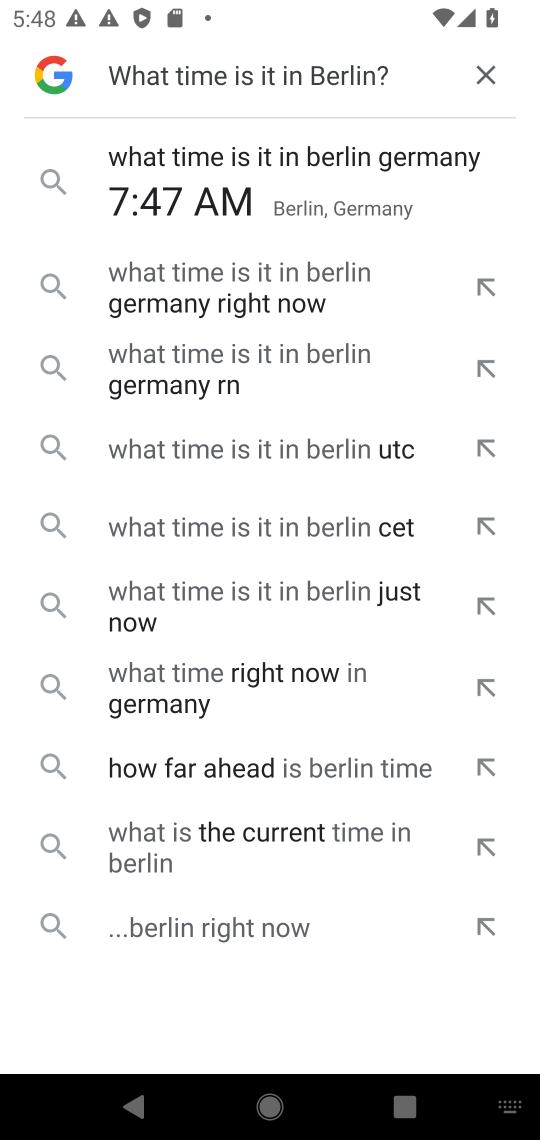 5:48
What time is it in Berlin?
what time is it in berlin germany
7:47 AM Berlin, Germany
what time is it in berlin
germany right now
what time is it in berlin
germany rn
what time is it in berlin utc
what time is it in berlin cet
what time is it in berlin just
now
what time right now in
germany
how far ahead is berlin time
what is the current time in
berlin
...berlin right now